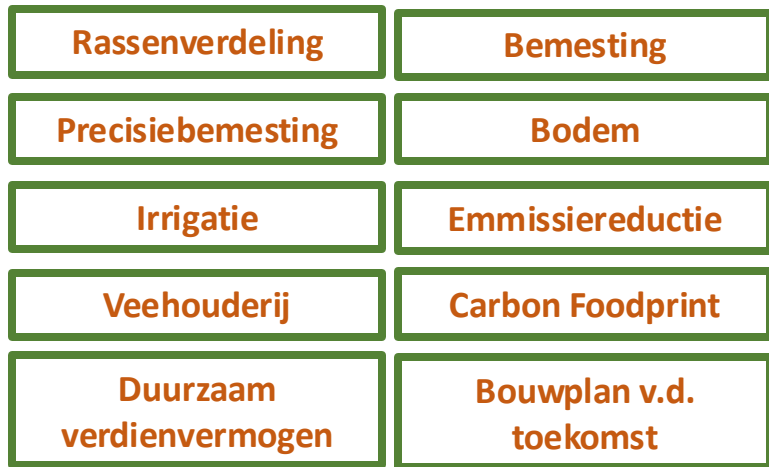 Rassenverdeling
Bemesting
Precisiebemesting
Bodem
Irrigatie
Emmissiereductie
Veehouderij
Carbon Foodprint
Duurzaam
verdienvermogen
Bouwplan v.d.
toekomst